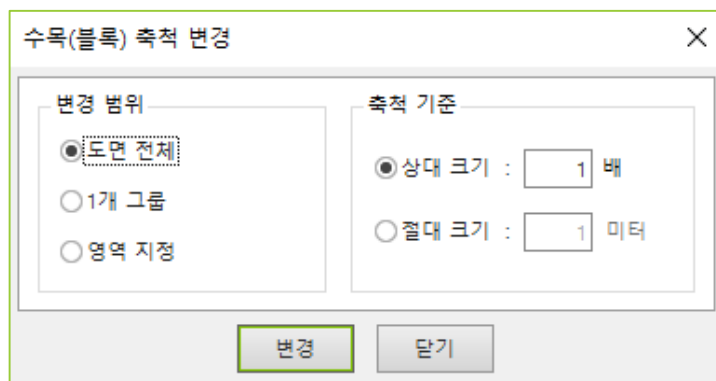 수목(블록) 축척 변경
변경 범위
도면 전체
1개 그룹
영역 지정
축척 기준
상대 크기 : 1 배
절대 크기 : 1 미터
변경
닫기